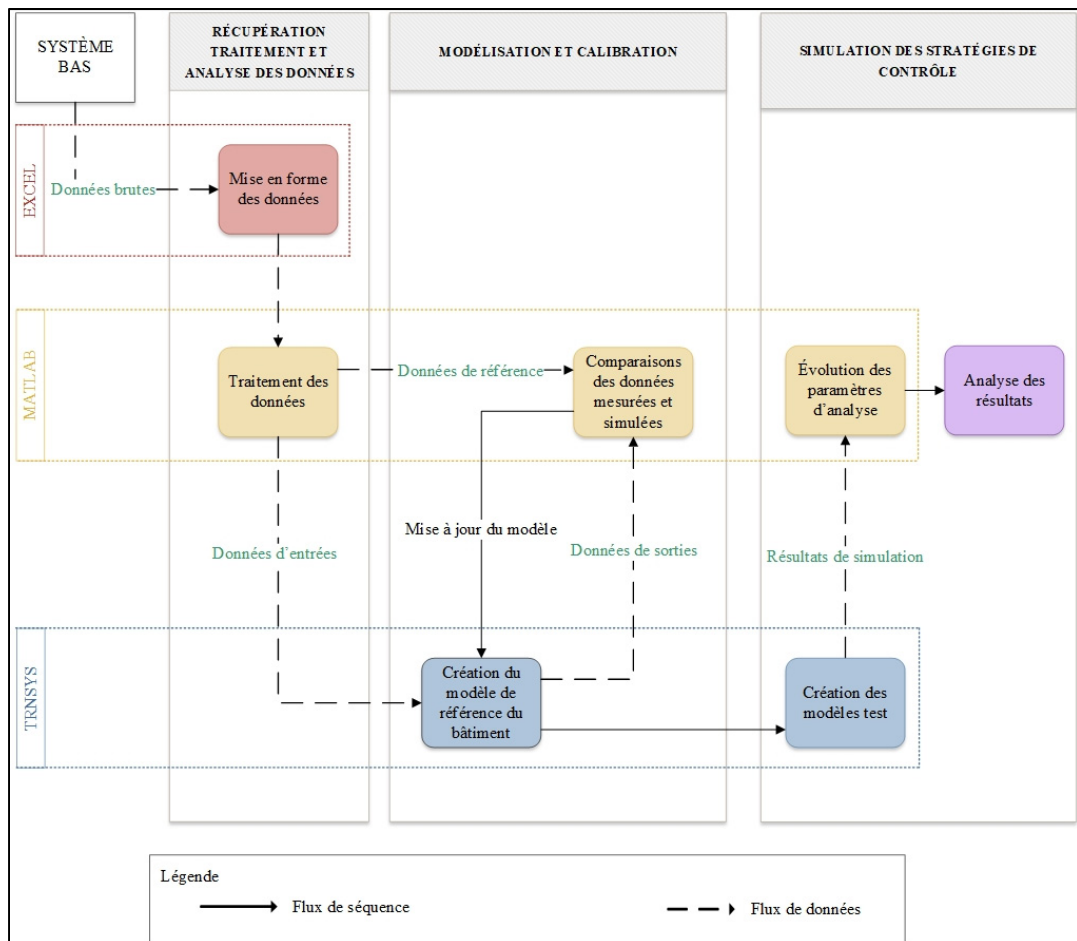 SYSTÈME
BAS
RÉCUPÉRATION
TRAITEMENT ET
ANALYSE DES DONNÉES
MODÉLISATION ET CALIBRATION
SIMULATION DES STRATÉGIES DE
CONTRÔLE
EXCEL
Données brutes
Mise en forme
des données
MATLAB
Traitement des
données
Données de référence
Comparaisons
des données
mesurées et
simulées
Évolution des
paramètres
d'analyse
Analyse des
résultats
Données d'entrées
Mise à jour du modèle
Données de sorties
Résultats de simulation
TRNSYS
Création du
modèle de
référence du
bâtiment
Création des
modèles test
Légende
Flux de séquence
Flux de données